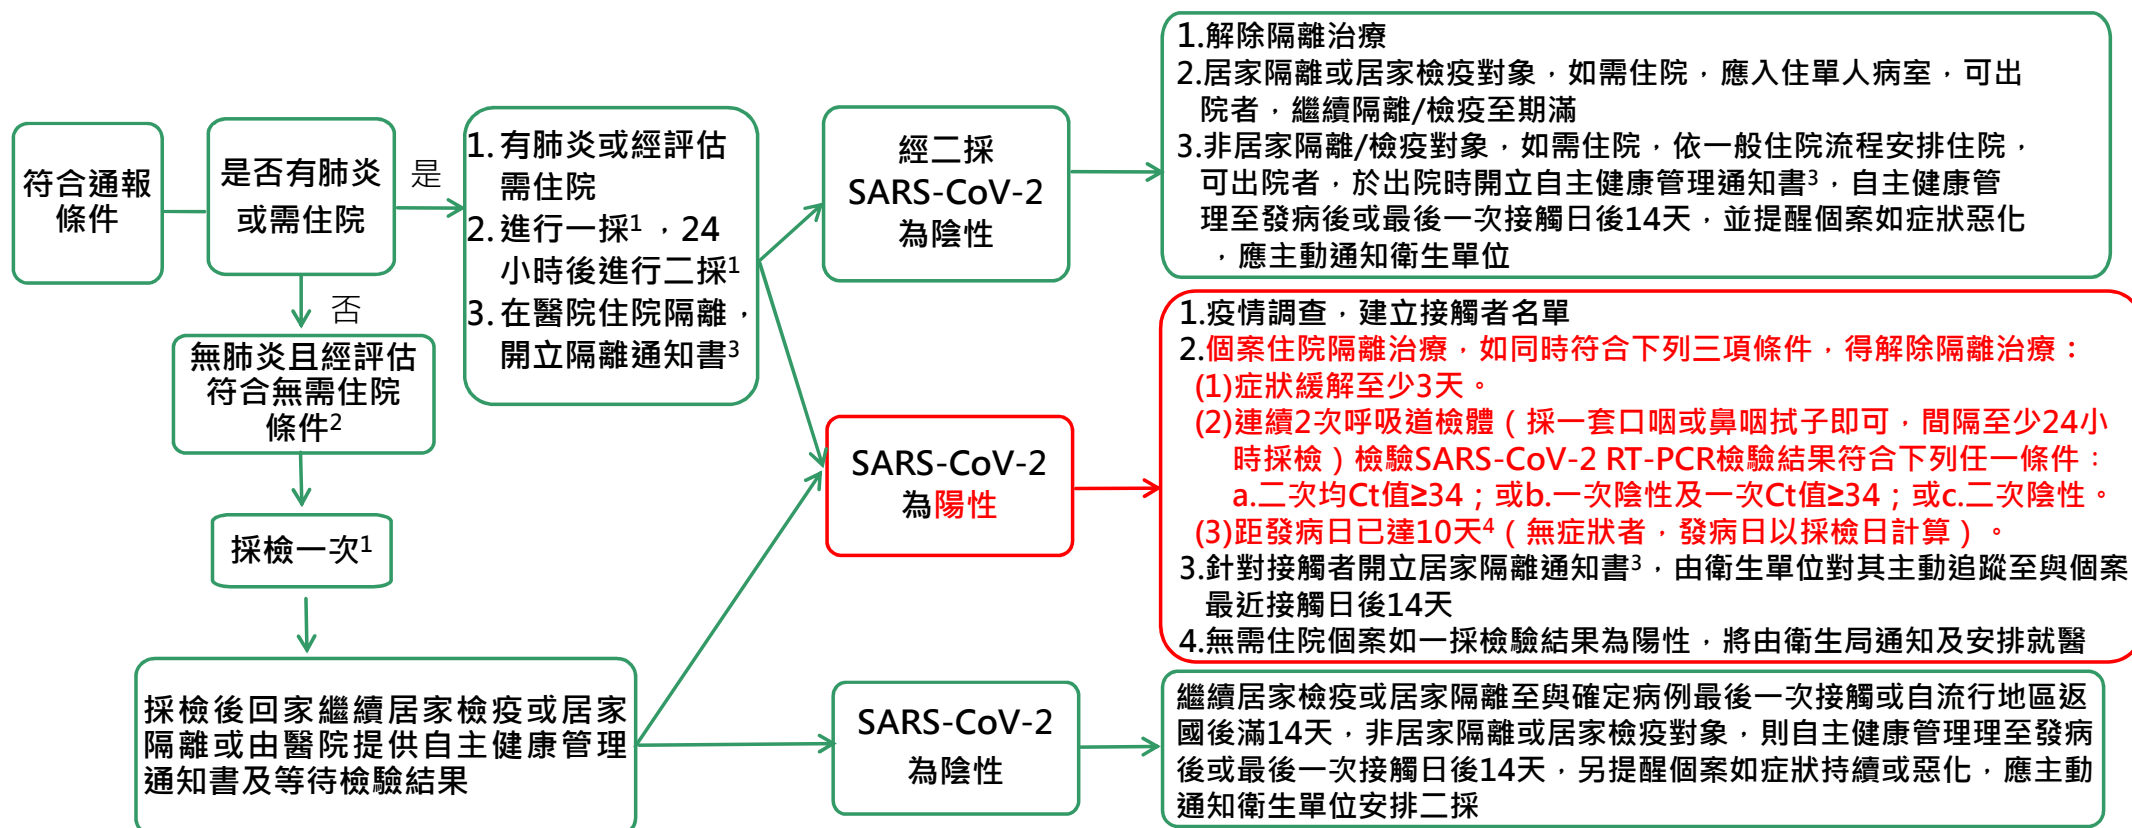 符合通報
條件
是否有肺炎
或需住院
是
否
1. 有肺炎或經評估
需住院
2. 進行一採1，24
小時後進行二採1
3. 在醫院住院隔離，
開立隔離通知書3
無肺炎且經評估
符合無需住院
條件2
採檢一次1
採檢後回家繼續居家檢疫或居家
隔離或由醫院提供自主健康管理
通知書及等待檢驗結果
經二採
SARS-CoV-2
為陰性
SARS-CoV-2
為陽性
SARS-CoV-2
為陰性
1.解除隔離治療
2.居家隔離或居家檢疫對象，如需住院，應入住單人病室，可出
院者，繼續隔離/檢疫至期滿
3.非居家隔離/檢疫對象，如需住院，依一般住院流程安排住院，
可出院者，於出院時開立自主健康管理通知書3，自主健康管
理至發病後或最後一次接觸日後14天，並提醒個案如症狀惡化
，應主動通知衛生單位
1.疫情調查，建立接觸者名單
2.個案住院隔離治療，如同時符合下列三項條件，得解除隔離治療：
(1)症狀緩解至少3天。
(2)連續2次呼吸道檢體（採一套口咽或鼻咽拭子即可，間隔至少24小
時採檢）檢驗SARS-CoV-2 RT-PCR檢驗結果符合下列任一條件：
a.二次均Ct值≥34；或b.一次陰性及一次Ct值≥34；或c.二次陰性。
(3)距發病日已達10天4（無症狀者，發病日以採檢日計算）。
3.針對接觸者開立居家隔離通知書3，由衛生單位對其主動追蹤至與個案
最近接觸日後14天
4.無需住院個案如一採檢驗結果為陽性，將由衛生局通知及安排就醫
繼續居家檢疫或居家隔離至與確定病例最後一次接觸或自流行地區返
國後滿14天，非居家隔離或居家檢疫對象，則自主健康管理理至發病
後或最後一次接觸日後14天，另提醒個案如症狀持續或惡化，應主動
通知衛生單位安排二採